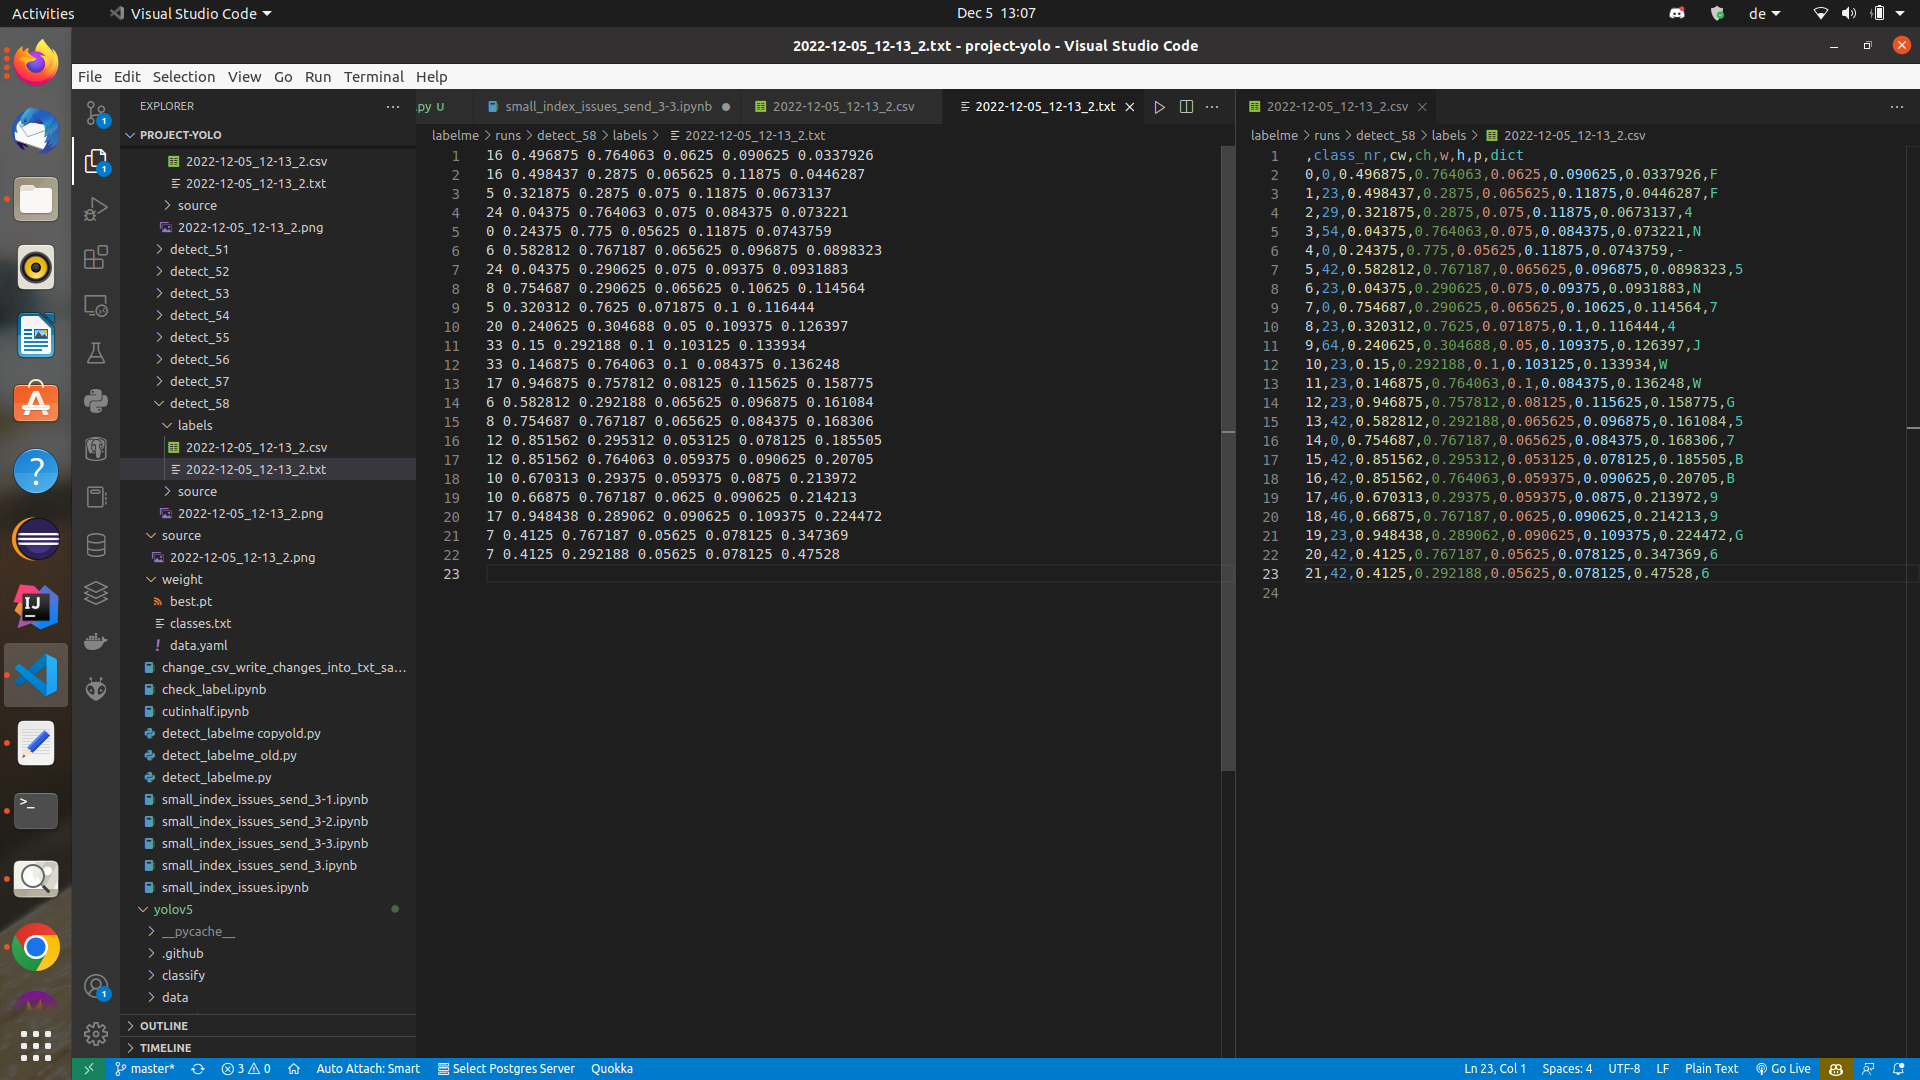 Activities
Visual Studio Code
Dec 5 13:07
de
2022-12-05_12-13_2.txt - project-yolo - Visual Studio Code
File Edit Selection View Go Run Terminal Help
EXPLORER
PROJECT-YOLO
2022-12-05_12-13_2.csv
2022-12-05_12-13_2.txt
source
2022-12-05_12-13_2.png
detect_51
detect_52
detect_53
detect_54
detect_55
detect_56
detect_57
detect_58
labels
2022-12-05_12-13_2.csv
2022-12-05_12-13_2.txt
source
2022-12-05_12-13_2.png
source
2022-12-05_12-13_2.png
weight
best.pt
classes.txt
data.yaml
change_csv_write_changes_into_txt_sa...
check_label.ipynb
cutinhalf.ipynb
detect_labelme copyold.py
detect_labelme_old.py
detect_labelme.py
small_index_issues_send_3-1.ipynb
small_index_issues_send_3-2.ipynb
small_index_issues_send_3-3.ipynb
small_index_issues_send_3.ipynb
small_index_issues.ipynb
yolov5
__pycache__
.github
classify
data
OUTLINE
TIMELINE
.py U
small_index_issues_send_3-3.ipynb
2022-12-05_12-13_2.csv
2022-12-05_12-13_2.txt
labelme > runs > detect_58 > labels > 2022-12-05_12-13_2.txt
1 16 0.496875 0.764063 0.0625 0.090625 0.0337926
2 16 0.498437 0.2875 0.065625 0.11875 0.0446287
3 5 0.321875 0.2875 0.075 0.11875 0.0673137
4 24 0.04375 0.764063 0.075 0.084375 0.073221
5 0 0.24375 0.775 0.05625 0.11875 0.0743759
6 6 0.582812 0.767187 0.065625 0.096875 0.0898323
7 24 0.04375 0.290625 0.075 0.09375 0.0931883
8 8 0.754687 0.290625 0.065625 0.10625 0.114564
9 5 0.320312 0.7625 0.071875 0.1 0.116444
10 20 0.240625 0.304688 0.05 0.109375 0.126397
11 33 0.15 0.292188 0.1 0.103125 0.133934
12 33 0.146875 0.764063 0.1 0.084375 0.136248
13 17 0.946875 0.757812 0.08125 0.115625 0.158775
14 6 0.582812 0.292188 0.065625 0.096875 0.161084
15 8 0.754687 0.767187 0.065625 0.084375 0.168306
16 12 0.851562 0.295312 0.053125 0.078125 0.185505
17 12 0.851562 0.764063 0.059375 0.090625 0.20705
18 10 0.670313 0.29375 0.059375 0.0875 0.213972
19 10 0.66875 0.767187 0.0625 0.090625 0.214213
20 17 0.948438 0.289062 0.090625 0.109375 0.224472
21 7 0.4125 0.767187 0.05625 0.078125 0.347369
22 7 0.4125 0.292188 0.05625 0.078125 0.47528
23
2022-12-05_12-13_2.csv
labelme > runs > detect_58 > labels > 2022-12-05_12-13_2.csv
1 ,class_nr,cw,ch,w,h,p,dict
2 0,0,0.496875,0.764063,0.0625,0.090625,0.0337926,F
3 1,23,0.498437,0.2875,0.065625,0.11875,0.0446287,F
4 2,29,0.321875,0.2875,0.075,0.11875,0.0673137,4
5 3,54,0.04375,0.764063,0.075,0.084375,0.073221,N
6 4,0,0.24375,0.775,0.05625,0.11875,0.0743759,-
7 5,42,0.582812,0.767187,0.065625,0.096875,0.0898323,5
8 6,23,0.04375,0.290625,0.075,0.09375,0.0931883,N
9 7,0,0.754687,0.290625,0.065625,0.10625,0.114564,7
10 8,23,0.320312,0.7625,0.071875,0.1,0.116444,4
11 9,64,0.240625,0.304688,0.05,0.109375,0.126397,J
12 10,23,0.15,0.292188,0.1,0.103125,0.133934,W
13 11,23,0.146875,0.764063,0.1,0.084375,0.136248,W
14 12,23,0.946875,0.757812,0.08125,0.115625,0.158775,G
15 13,42,0.582812,0.292188,0.065625,0.096875,0.161084,5
16 14,0,0.754687,0.767187,0.065625,0.084375,0.168306,7
17 15,42,0.851562,0.295312,0.053125,0.078125,0.185505,B
18 16,42,0.851562,0.764063,0.059375,0.090625,0.20705,B
19 17,46,0.670313,0.29375,0.059375,0.0875,0.213972,9
20 18,46,0.66875,0.767187,0.0625,0.090625,0.214213,9
21 19,23,0.948438,0.289062,0.090625,0.109375,0.224472,G
22 20,42,0.4125,0.767187,0.05625,0.078125,0.347369,6
23 21,42,0.4125,0.292188,0.05625,0.078125,0.47528,6
24
master* 3 0 Auto Attach: Smart Select Postgres Server Quokka
Ln 23, Col 1 Spaces: 4 UTF-8 LF Plain Text Go Live